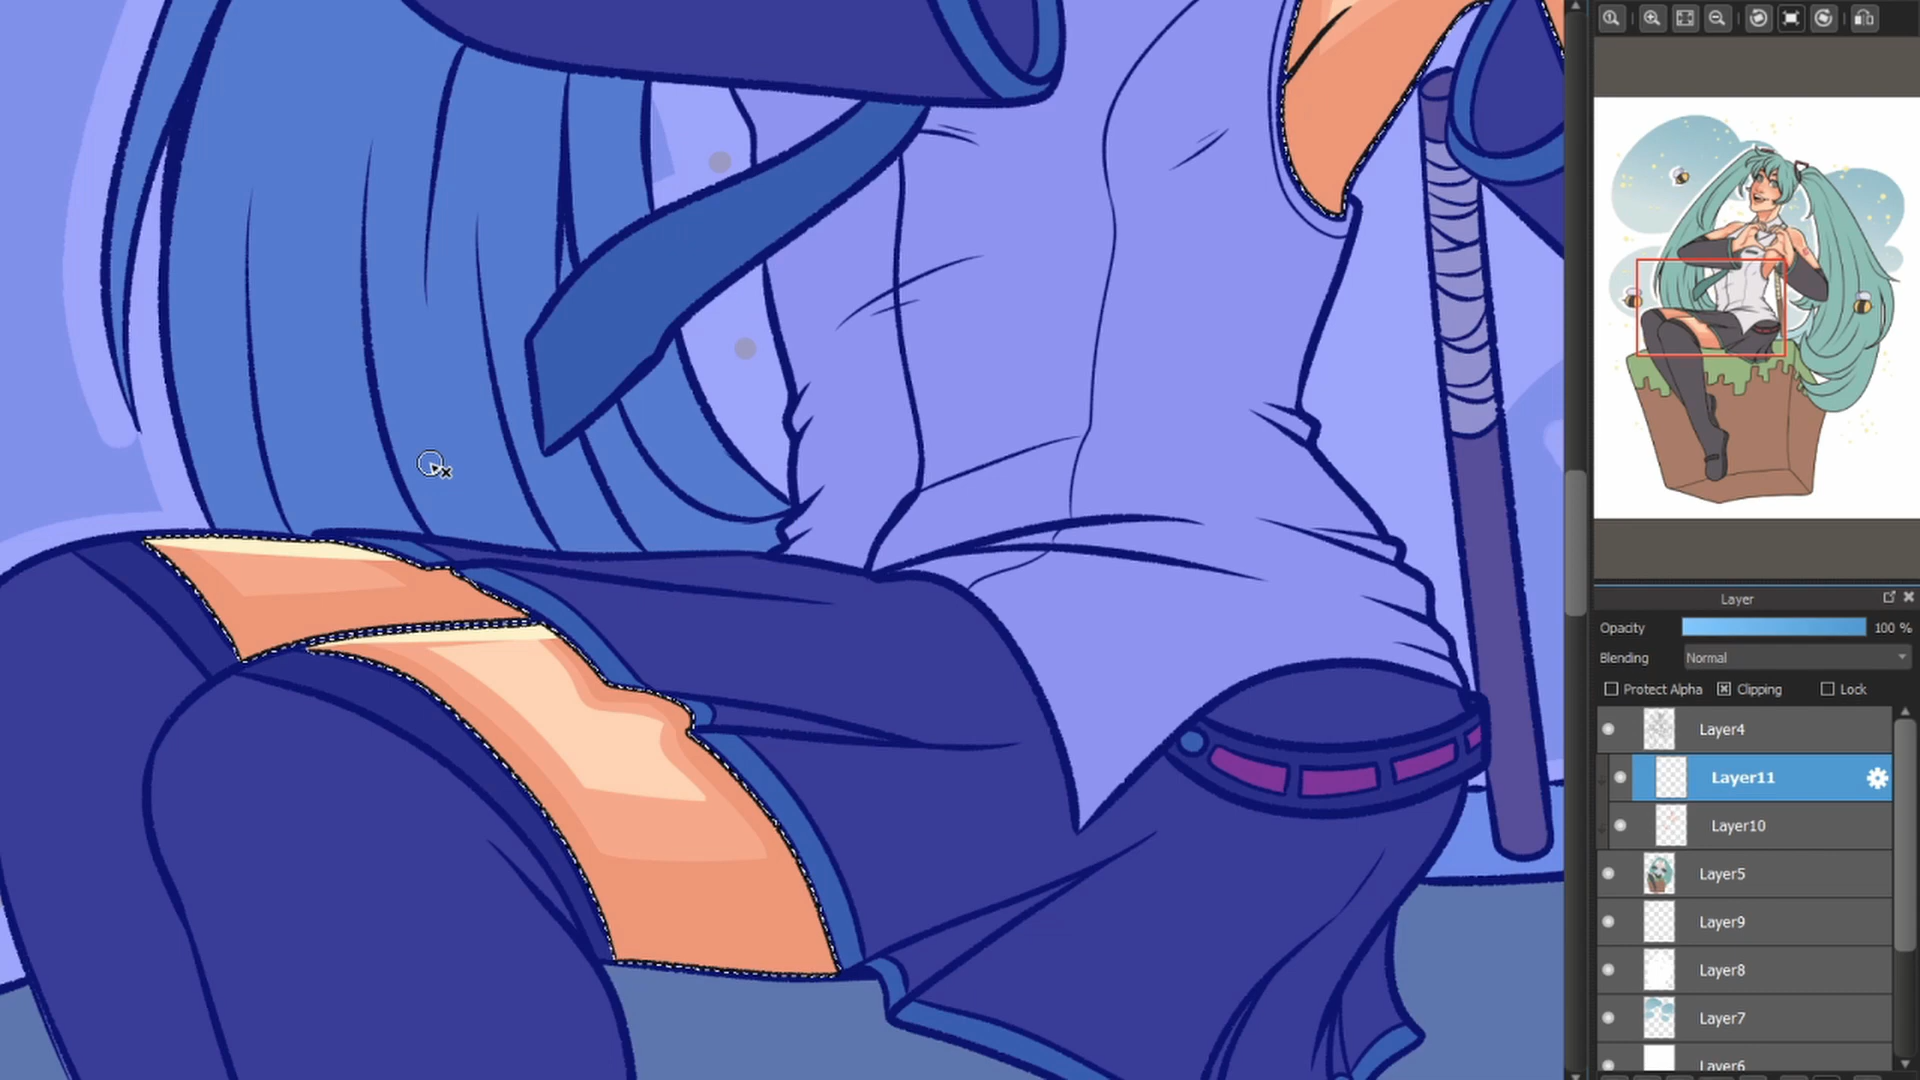 Layer
Opacity 100 %
Blending Normal
Protect Alpha Clipping Lock
Layer4
Layer11
Layer10
Layer5
Layer9
Layer8
Layer7
Layer6